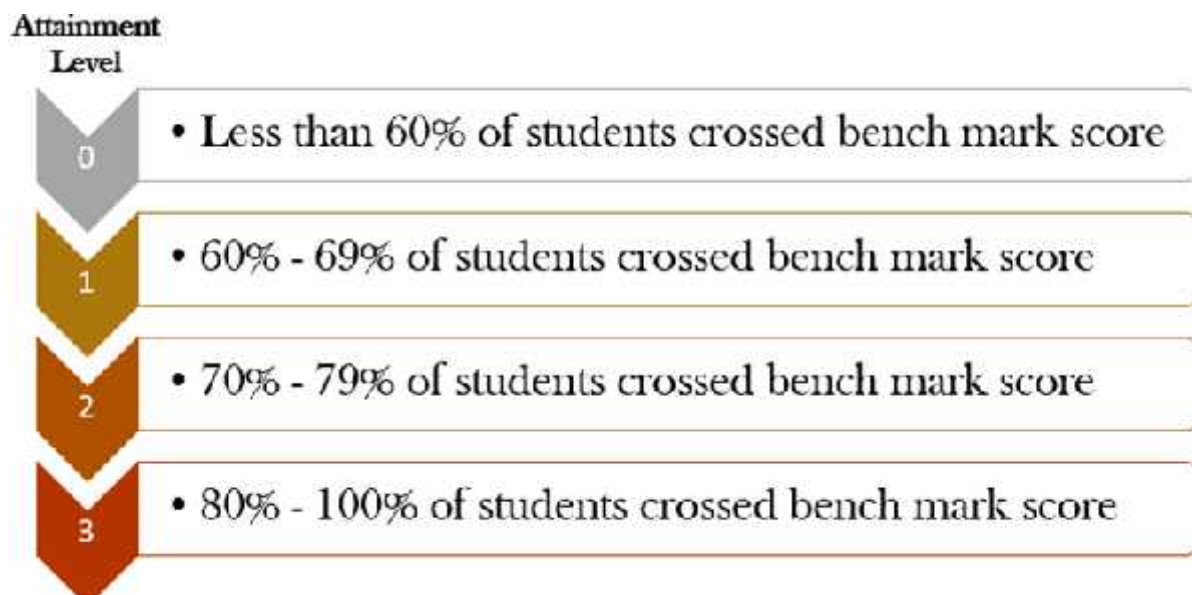 Attainment
Level
0
• Less than 60% of students crossed bench mark score
1
• 60% - 69% of students crossed bench mark score
2
• 70% - 79% of students crossed bench mark score
3
• 80% - 100% of students crossed bench mark score